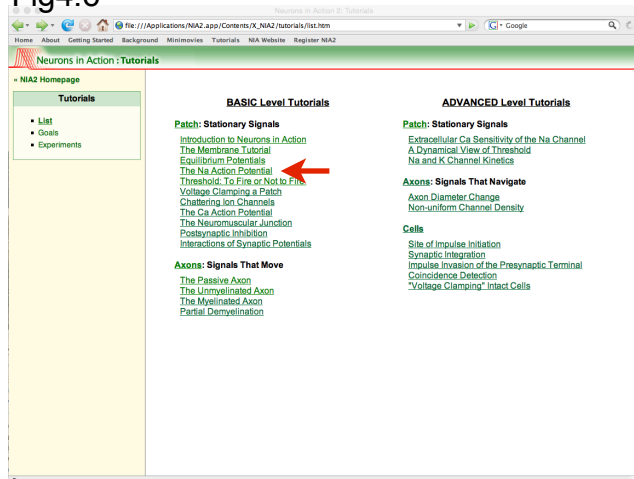 Fig4.6
Neurons in Action 2: Tutorials
file:///Applications/NIA2.app/Contents/X_NIA2/tutorials/list.htm
Google
Home About Getting Started Background Minimovies Tutorials NIA Website Register NIA2
Neurons in Action : Tutorials
« NIA2 Homepage
Tutorials
List
Goals
Experiments
BASIC Level Tutorials
Patch: Stationary Signals
Introduction to Neurons in Action
The Membrane Tutorial
Equilibrium Potentials
The Na Action Potential
Threshold: To Fire or Not to Fire
Voltage Clamping a Patch
Chattering Ion Channels
The Ca Action Potential
The Neuromuscular Junction
Postsynaptic Inhibition
Interactions of Synaptic Potentials
Axons: Signals That Move
The Passive Axon
The Unmyelinated Axon
The Myelinated Axon
Partial Demyelination
ADVANCED Level Tutorials
Patch: Stationary Signals
Extracellular Ca Sensitivity of the Na Channel
A Dynamical View of Threshold
Na and K Channel Kinetics
Axons: Signals That Navigate
Axon Diameter Change
Non-uniform Channel Density
Cells
Site of Impulse Initiation
Synaptic Integration
Impulse Invasion of the Presynaptic Terminal
Coincidence Detection
"Voltage Clamping" Intact Cells